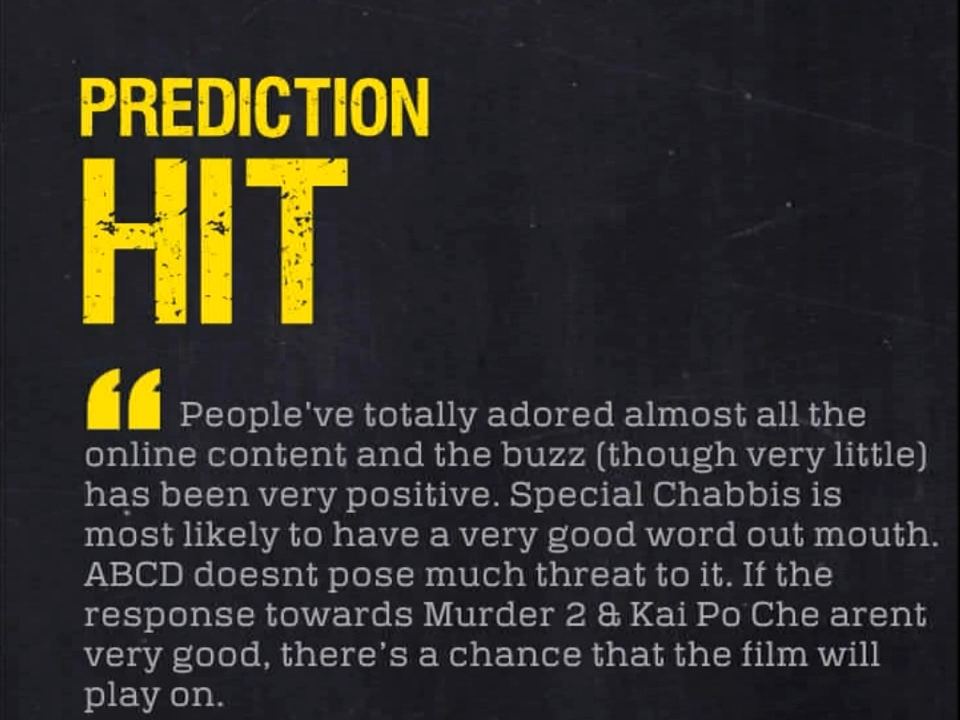 PREDICTION
HIT
“ People've totally adored almost all the
online content and the buzz (though very little)
has been very positive. Special Chabbis is
most likely to have a very good word out mouth.
ABCD doesnt pose much threat to it. If the
response towards Murder 2 & Kai Po Che arent
very good, there’s a chance that the film will
play on.